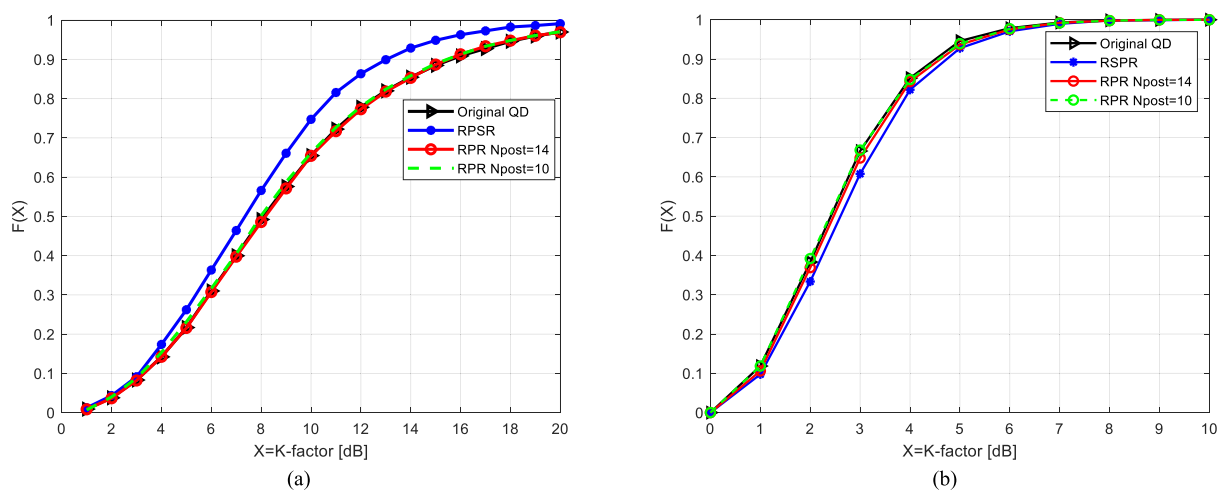 1
0.9
0.8
0.7
0.6
0.5
0.4
0.3
0.2
0.1
0
F(X)
0 2 4 6 8 10 12 14 16 18 20
X=K-factor [dB]
Original QD
RPSR
RPR Npost=14
RPR Npost=10
(a)
1
0.9
0.8
0.7
0.6
0.5
0.4
0.3
0.2
0.1
0
F(X)
0 1 2 3 4 5 6 7 8 9 10
X=K-factor [dB]
Original QD
RSPR
RPR Npost=14
RPR Npost=10
(b)